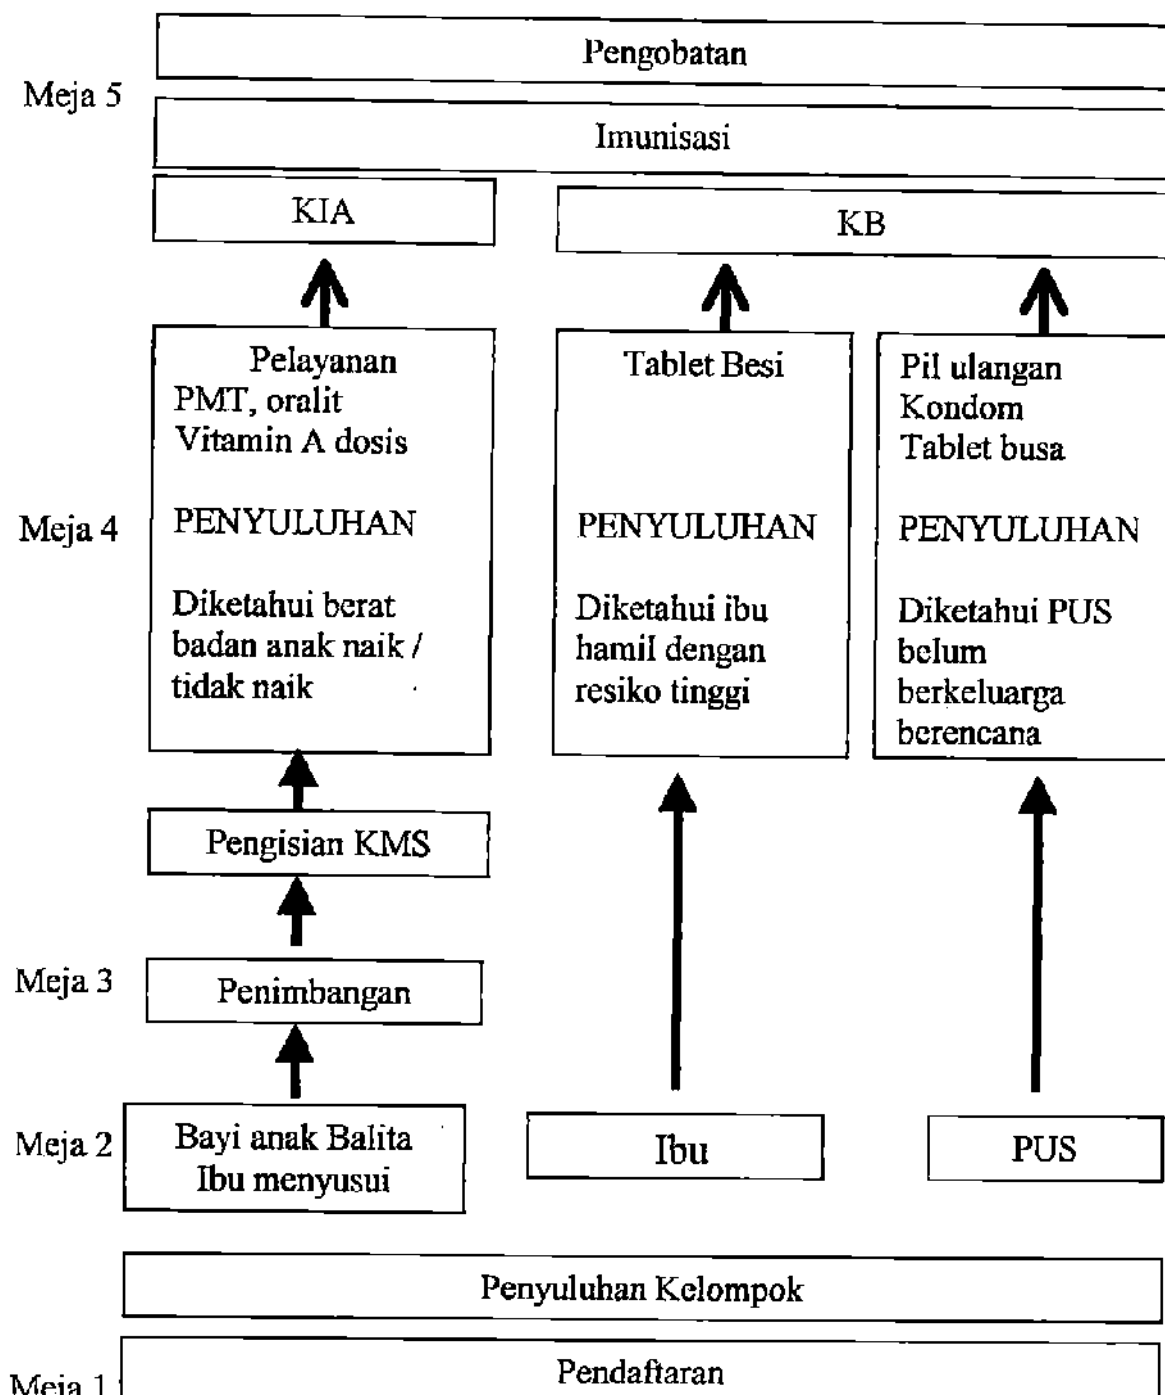 Pengobatan
Meja 5
Imunisasi
KIA
KB
Pelayanan
PMT, oralit
Vitamin A dosis
PENYULUHAN
Diketahui berat
badan anak naik /
tidak naik
Tablet Besi
PENYULUHAN
Diketahui ibu
hamil dengan
resiko tinggi
Pil ulangan
Kondom
Tablet busa
PENYULUHAN
Diketahui PUS
belum
berkeluarga
berencana
Meja 4
Pengisian KMS
Meja 3
Penimbangan
Meja 2
Bayi anak Balita
Ibu menyusui
Ibu
PUS
Penyuluhan Kelompok
Pendaftaran
Meja 1